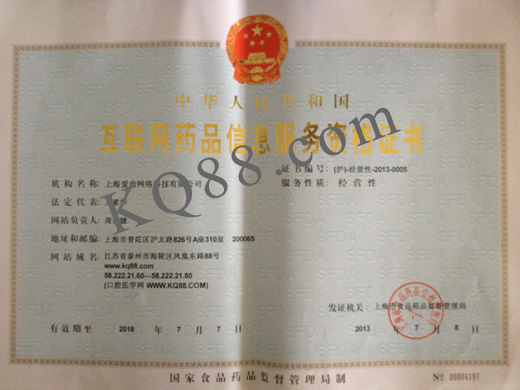 中华人民共和国
互联网药品信息服务资格证书
证书编号: (沪)-经营性-2013-0005
服务性质: 经营性
机构名称: 上海爱齿网络科技有限公司
法定代表
网站负责人 周
地址和邮编: 上海市普陀区沪太路826号A座310室 200065
网站域名: 江苏省泰州市海陵区凤凰东路88号
www.kq88.com
58.222.21.60—58.222.21.80
(口腔医学网 WWW.KQ88.COM)
发证机关: 上海市食品药品监督管理局
有效期至 2018 年 7 月 7 日
2013 年 7 月 8 日
国家食品药品监督管理局制
Nº 00004197
KQ88.com